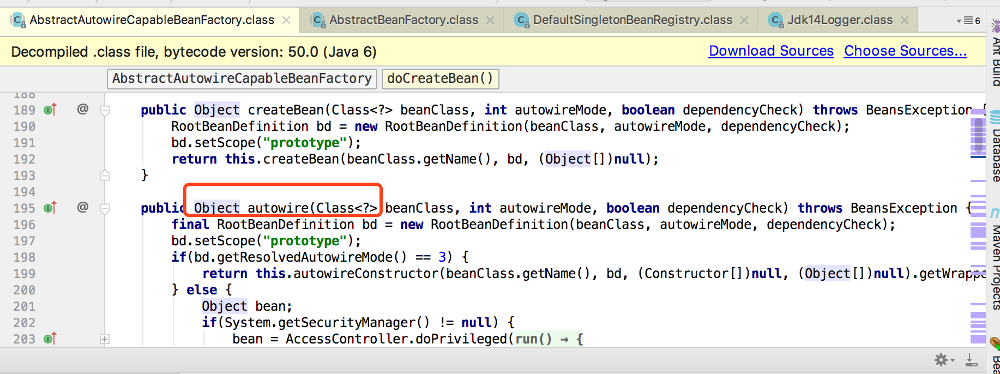 AbstractAutowireCapableBeanFactory.class AbstractBeanFactory.class DefaultSingletonBeanRegistry.class Jdk14Logger.class 6
Decompiled .class file, bytecode version: 50.0 (Java 6) Download Sources Choose Sources...
AbstractAutowireCapableBeanFactory doCreateBean()
188
189 @ public Object createBean(Class<?> beanClass, int autowireMode, boolean dependencyCheck) throws BeansException {
190 RootBeanDefinition bd = new RootBeanDefinition(beanClass, autowireMode, dependencyCheck);
191 bd.setScope("prototype");
192 return this.createBean(beanClass.getName(), bd, (Object[])null);
193 }
194
195 @ public Object autowire(Class<?> beanClass, int autowireMode, boolean dependencyCheck) throws BeansException {
196 final RootBeanDefinition bd = new RootBeanDefinition(beanClass, autowireMode, dependencyCheck);
197 bd.setScope("prototype");
198 if(bd.getResolvedAutowireMode() == 3) {
199 return this.autowireConstructor(beanClass.getName(), bd, (Constructor[])null, (Object[])null).getWrappe
200 } else {
201 Object bean;
202 if(System.getSecurityManager() != null) {
203 bean = AccessController.doPrivileged(run() → {
Ant Build
Database
Maven Projects
Bea